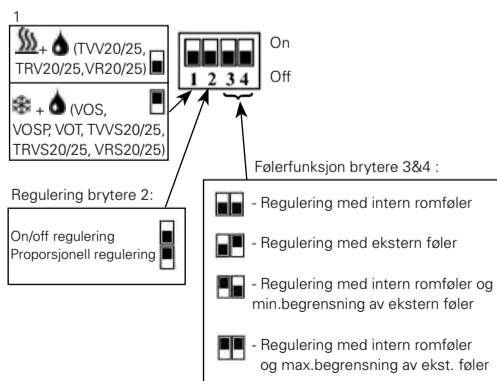 1
+ (TVV20/25,
TRV20/25,VR20/25)
+ (VOS,
VOSP, VOT, TVVS20/25,
TRVS20/25, VRS20/25)
On
Off
1 2 3 4
Følerfunksjon brytere 3&4 :
- Regulering med intern romføler
- Regulering med ekstern føler
- Regulering med intern romføler og
min.begrensning av ekstern føler
- Regulering med intern romføler
og max.begrensning av ekst. føler
Regulering brytere 2:
On/off regulering
Proporsjonell regulering